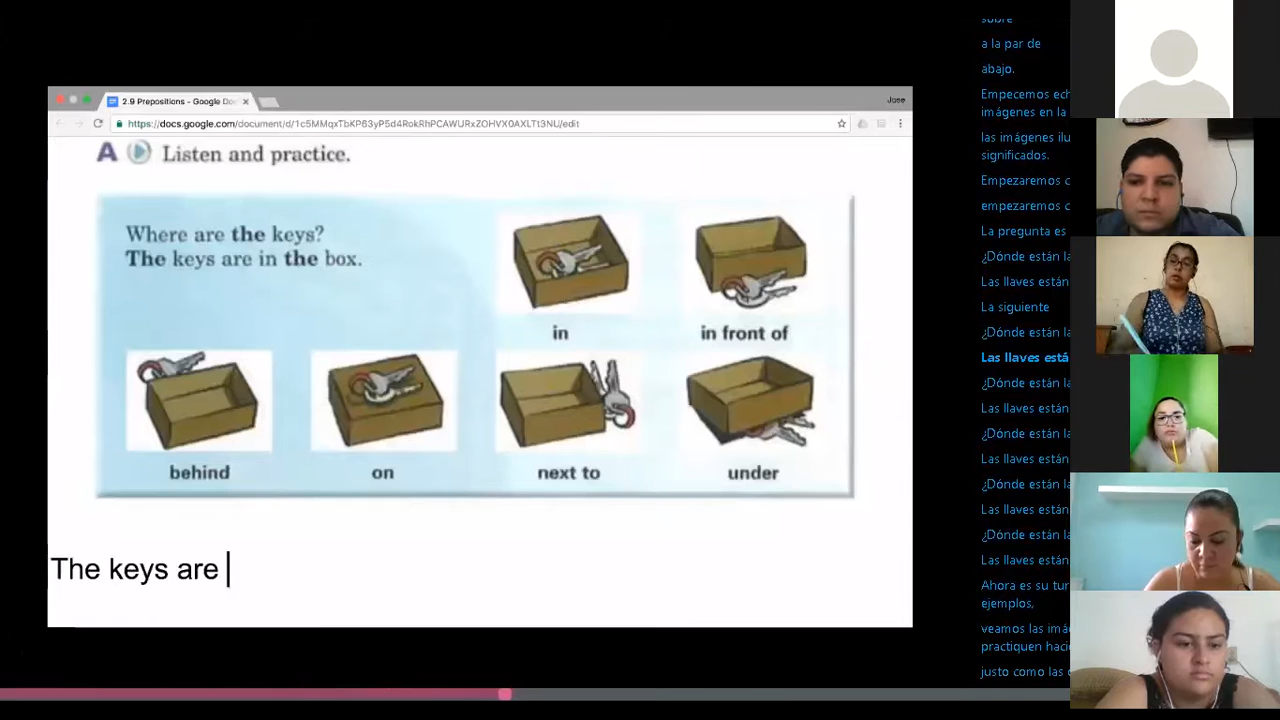 2.9 Prepositions - Google Do
Jose
https://docs.google.com/document/d/1c5MMqxTbKP63yP5d4RokRhPCAWURxZOHVX0AXLTt3NU/edit
A Listen and practice.
Where are the keys?
The keys are in the box.
in
in front of
behind
on
next to
under
The keys are
sobre
a la par de
abajo.
Empecemos ech
imágenes en la
las imágenes ilu
significados.
Empezaremos c
empezaremos c
La pregunta es
¿Dónde están la
Las llaves están
La siguiente
¿Dónde están la
Las llaves está
¿Dónde están la
Las llaves están
¿Dónde están la
Las llaves están
¿Dónde están la
Las llaves están
¿Dónde están la
Las llaves están
Ahora es su tur
ejemplos,
veamos las imá
practiquen haci
justo como las